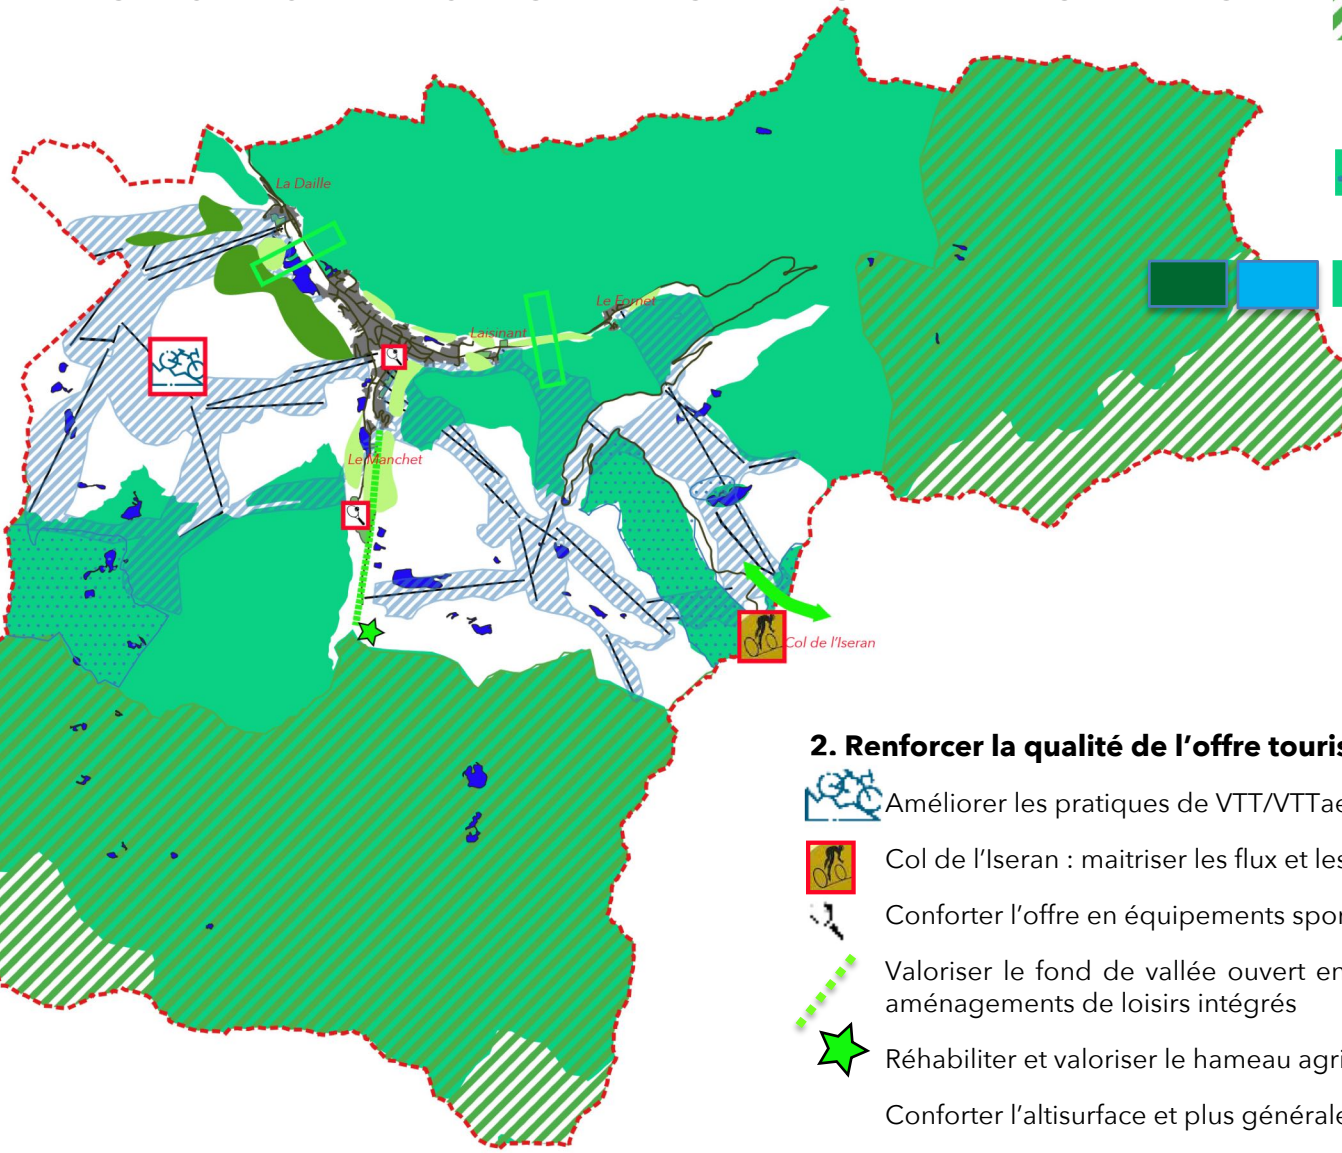 La Daille
Le Fornet
Laisinant
Le Manchet
Col de l'Iseran
2. Renforcer la qualité de l'offre touris
Améliorer les pratiques de VTT/VTTae
Col de l'Iseran : maitriser les flux et les
Conforter l'offre en équipements spor
Valoriser le fond de vallée ouvert en
aménagements de loisirs intégrés
Réhabiliter et valoriser le hameau agri
Conforter l'altisurface et plus générale